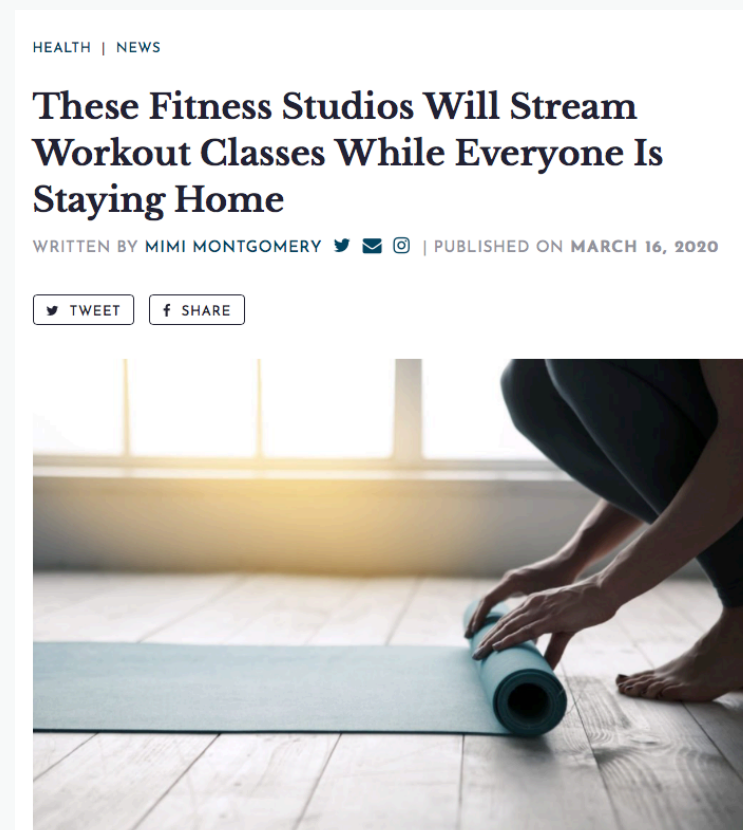 HEALTH | NEWS
These Fitness Studios Will Stream
Workout Classes While Everyone Is
Staying Home
WRITTEN BY MIMI MONTGOMERY | PUBLISHED ON MARCH 16, 2020
TWEET SHARE